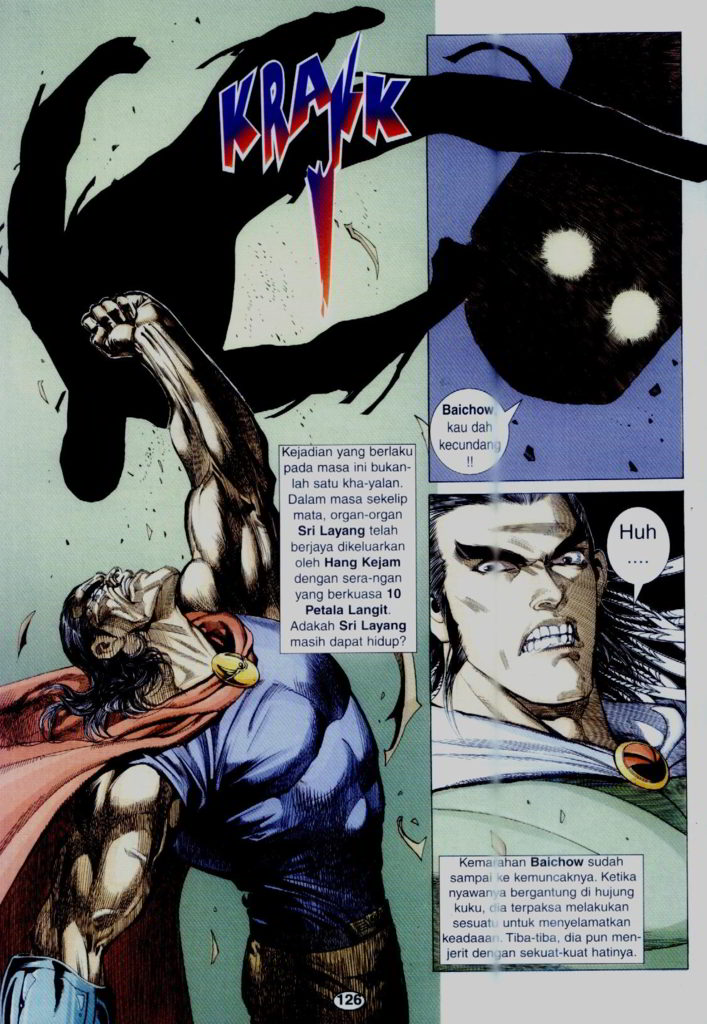 KRAK
Baichow,
kau dah
kecundang
!!
Kejadian yang berlaku
pada masa ini bukan-
lah satu kha-yalan.
Dalam masa sekelip
mata, organ-organ
Sri Layang telah
berjaya dikeluarkan
oleh Hang Kejam
dengan sera-ngan
yang berkuasa 10
Petala Langit.
Adakah Sri Layang
masih dapat hidup?
Huh
....
Kemarahan Baichow sudah
sampai ke kemuncaknya. Ketika
nyawanya bergantung di hujung
kuku, dia terpaksa melakukan
sesuatu untuk menyelamatkan
keadaaan. Tiba-tiba, dia pun men-
jerit dengan sekuat-kuat hatinya.
126